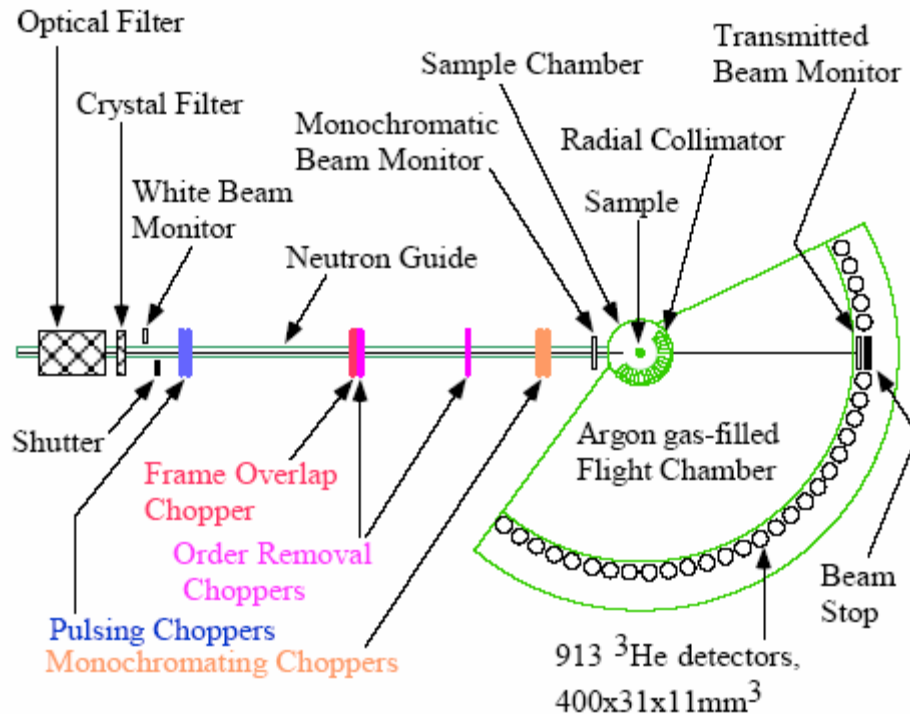 Optical Filter
Crystal Filter
White Beam
Monitor
Neutron Guide
Monochromatic
Beam Monitor
Sample Chamber
Radial Collimator
Sample
Transmitted
Beam Monitor
Shutter
Frame Overlap
Chopper
Order Removal
Choppers
Pulsing Choppers
Monochromating Choppers
Argon gas-filled
Flight Chamber
Beam
Stop
913 ³He detectors,
400x31x11mm³